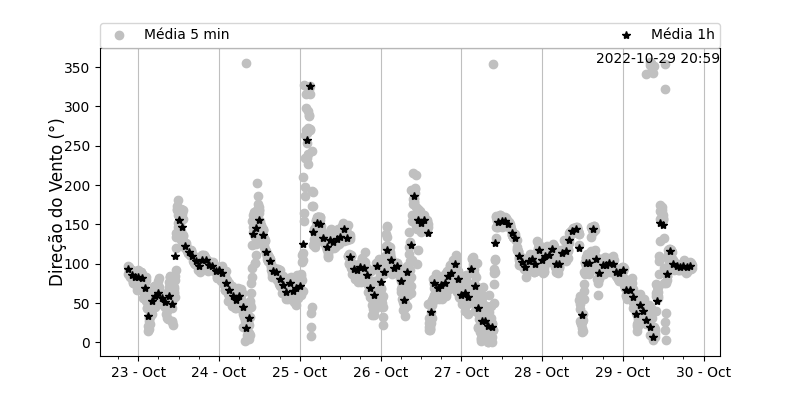 Média 5 min
Média 1h
2022-10-29 20:59
Direção do Vento (°)
350
300
250
200
150
100
50
0
23 - Oct
24 - Oct
25 - Oct
26 - Oct
27 - Oct
28 - Oct
29 - Oct
30 - Oct